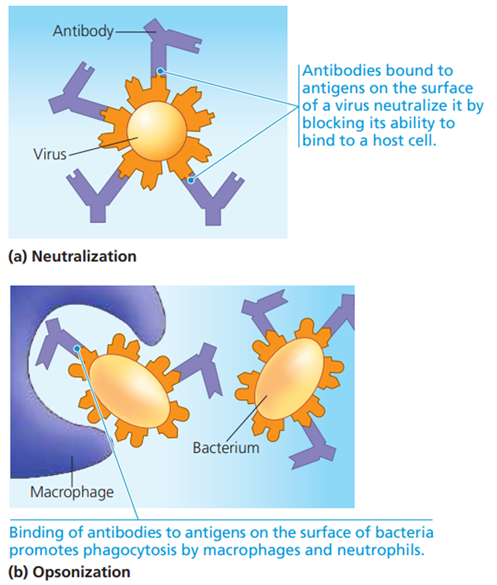 Antibody
Antibodies bound to
antigens on the surface
of a virus neutralize it by
blocking its ability to
bind to a host cell.
Virus
(a) Neutralization
Bacterium
Macrophage
Binding of antibodies to antigens on the surface of bacteria
promotes phagocytosis by macrophages and neutrophils.
(b) Opsonization